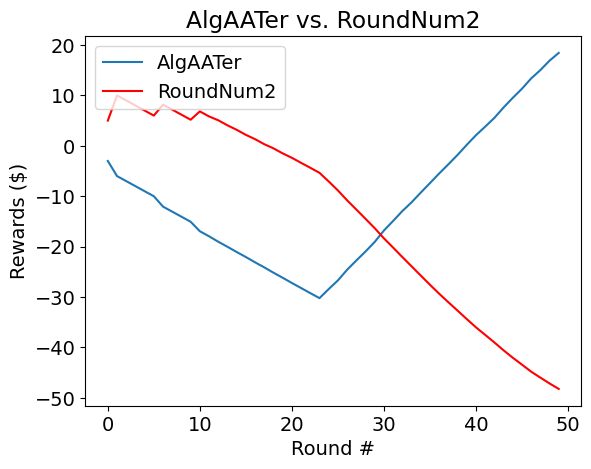 AlgAATer vs. RoundNum2
AlgAATer
RoundNum2
20
10
0
−10
−20
−30
−40
−50
Rewards ($)
0 10 20 30 40 50
Round #